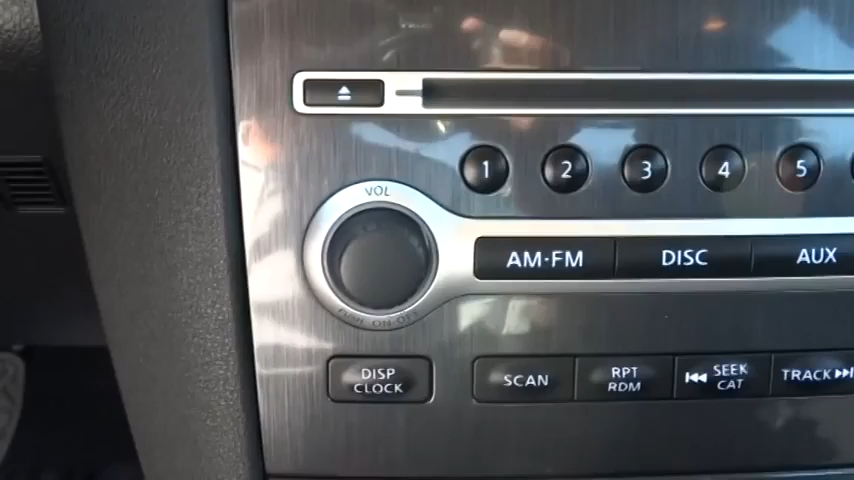 1 2 3 4 5
VOL
AM·FM DISC AUX
PUSH ON·OFF
DISP CLOCK
SCAN
RPT RDM
SEEK CAT
TRACK